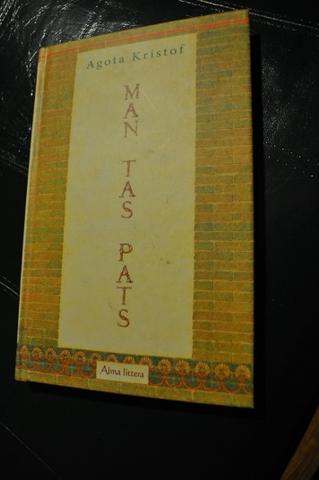 Agota Kristof
MAN
TAS
PATS
Alma littera